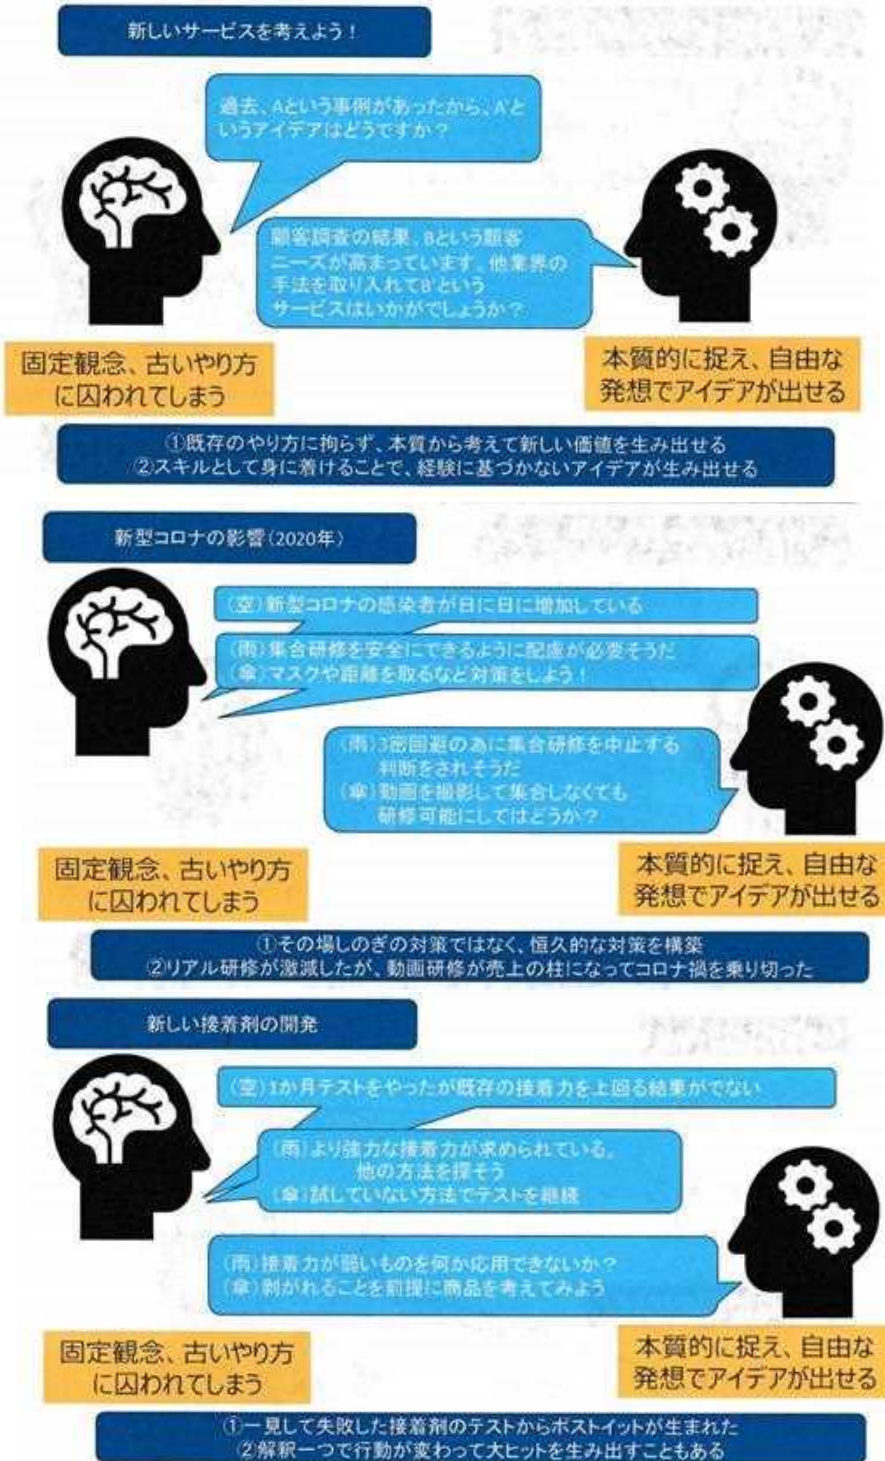 新しいサービスを考えよう！
過去、Aという事例があったから、A'と
いうアイデアはどうですか？
顧客調査の結果、Bという顧客
ニーズが高まっています。他業界の
手法を取り入れてB'という
サービスはいかがでしょうか？
固定観念、古いやり方
に囚われてしまう
本質的に捉え、自由な
発想でアイデアが出せる
①既存のやり方に拘らず、本質から考えて新しい価値を生み出せる
②スキルとして身に着けることで、経験に基づかないアイデアが生み出せる
新型コロナの影響（2020年）
（空）新型コロナの感染者が日に日に増加している
（雨）集合研修を安全にできるように配慮が必要そうだ
（傘）マスクや距離を取るなど対策をしよう！
（雨）3密回避の為に集合研修を中止する
判断をされそうだ
（傘）動画を撮影して集合しなくても
研修可能にしてはどうか？
固定観念、古いやり方
に囚われてしまう
本質的に捉え、自由な
発想でアイデアが出せる
①その場しのぎの対策ではなく、恒久的な対策を構築
②リアル研修が激減したが、動画研修が売上の柱になってコロナ禍を乗り切った
新しい接着剤の開発
（空）1か月テストをやったが既存の接着力を上回る結果がでない
（雨）より強力な接着力が求められている。
他の方法を探そう
（傘）試していない方法でテストを継続
（雨）接着力が弱いものを何か応用できないか？
（傘）剥がれることを前提に商品を考えてみよう
固定観念、古いやり方
に囚われてしまう
本質的に捉え、自由な
発想でアイデアが出せる
①一見して失敗した接着剤のテストからポストイットが生まれた
②解釈一つで行動が変わって大ヒットを生み出すこともある